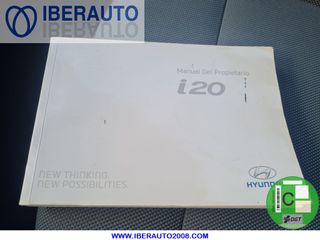 IBERAUTO
Manual Del Propietario
i20
NEW THINKING.
NEW POSSIBILITIES.
HYUNDAI
C
DGT
WWW.IBERAUTO2008.COM